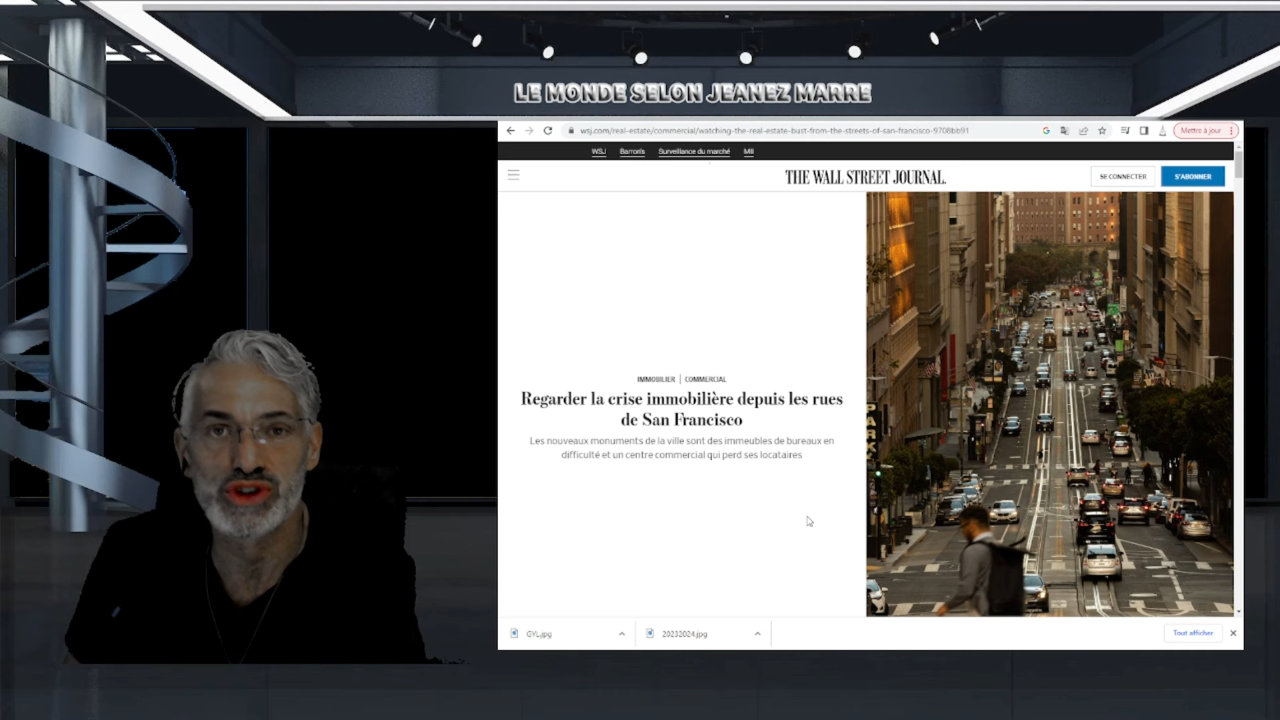 LE MONDE SELON JEANEZ MARRE
wsj.com/real-estate/commercial/watching-the-real-estate-bust-from-the-streets-of-san-francisco-9708bb91
Mettre à jour
WSJ Barron's Surveillance du marché
THE WALL STREET JOURNAL.
SE CONNECTER
S'ABONNER
IMMOBILIER | COMMERCIAL
Regarder la crise immobilière depuis les rues
de San Francisco
Les nouveaux monuments de la ville sont des immeubles de bureaux en
difficulté et un centre commercial qui perd ses locataires
PARK
GYL.jpg
20232024.jpg
Tout afficher